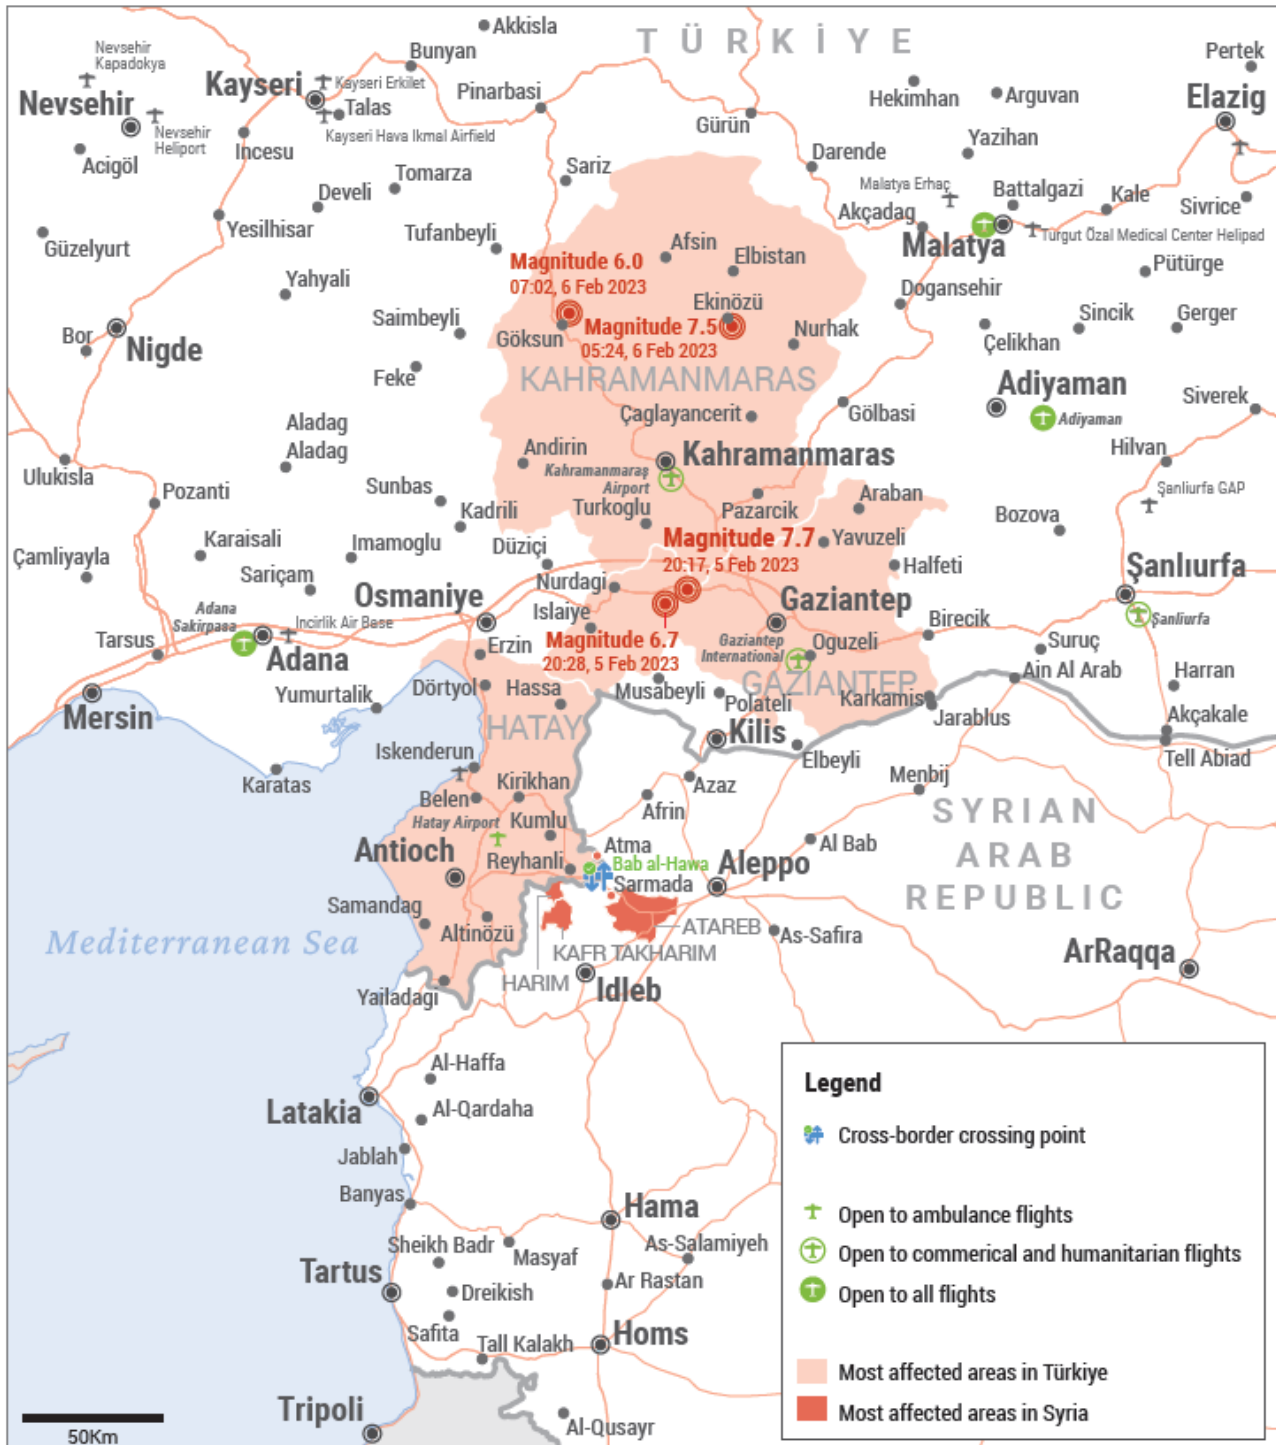 TÜRKİYE
Akkisla
Nevsehir
Kapadokya
Bunyan
Pertek
Kayseri
Kayseri Erkilet
Pinarbasi
Hekimhan
Arguvan
Elazig
Nevsehir
Talas
Gürün
Nevsehir
Heliport
Kayseri Hava Ikmal Airfield
Incesu
Acigöl
Darende
Yazihan
Sariz
Tomarza
Develi
Malatya Erhaç
Battalgazi
Kale
Sivrice
Akçadag
Yesilhisar
Tufanbeyli
Güzelyurt
Afsin
Malatya
Turgut Özal Medical Center Helipad
Magnitude 6.0
07:02, 6 Feb 2023
Elbistan
Pütürge
Yahyali
Dogansehir
Ekinözü
Saimbeyli
Magnitude 7.5
05:24, 6 Feb 2023
Göksun
Nurhak
Sincik
Gerger
Çelikhan
Bor
Nigde
Feke
KAHRAMANMARAS
Adiyaman
Adiyaman
Siverek
Çaglayancerit
Gölbasi
Aladag
Aladag
Andirin
Kahramanmaras
Kahramanmaraş
Airport
Hilvan
Ulukisla
Pozanti
Sunbas
Şanliurfa GAP
Araban
Pazarcik
Turkoglu
Kadrili
Bozova
Karaisali
Imamoglu
Düziçi
Magnitude 7.7
20:17, 5 Feb 2023
Yavuzeli
Çamliyayla
Sariçam
Nurdagi
Halfeti
Şanlıurfa
Osmaniye
Gaziantep
Adana
Sakirpasa
Islaiye
Incirlik Air Base
Şanliurfa
Birecik
Tarsus
Adana
Erzin
Magnitude 6.7
20:28, 5 Feb 2023
Gaziantep
International
Oguzeli
Suruç
Ain Al Arab
Harran
Yumurtalik
Dörtyol
Hassa
Musabeyli
GAZIANTEP
Polateli
Karkamis
Mersin
HATAY
Jarablus
Akçakale
Kilis
Iskenderun
Elbeyli
Tell Abiad
Karatas
Kirikhan
Azaz
Menbij
Belen
Afrin
Hatay Airport
Kumlu
SYRIAN
ARAB
REPUBLIC
Antioch
Atma
Al Bab
Reyhanli
Bab al-Hawa
Aleppo
Sarmada
Samandag
Altinözü
ATAREB
As-Safira
Mediterranean Sea
KAFR TAKHARIM
ArRaqqa
HARIM
Idleb
Yailadagi
Al-Haffa
Latakia
Al-Qardaha
Jablah
Banyas
Hama
Sheikh Badr
Masyaf
As-Salamiyeh
Tartus
Dreikish
Ar Rastan
Safita
Tall Kalakh
Homs
Tripoli
Al-Qusayr
50Km
Legend
Cross-border crossing point
Open to ambulance flights
Open to commerical and humanitarian flights
Open to all flights
Most affected areas in Türkiye
Most affected areas in Syria